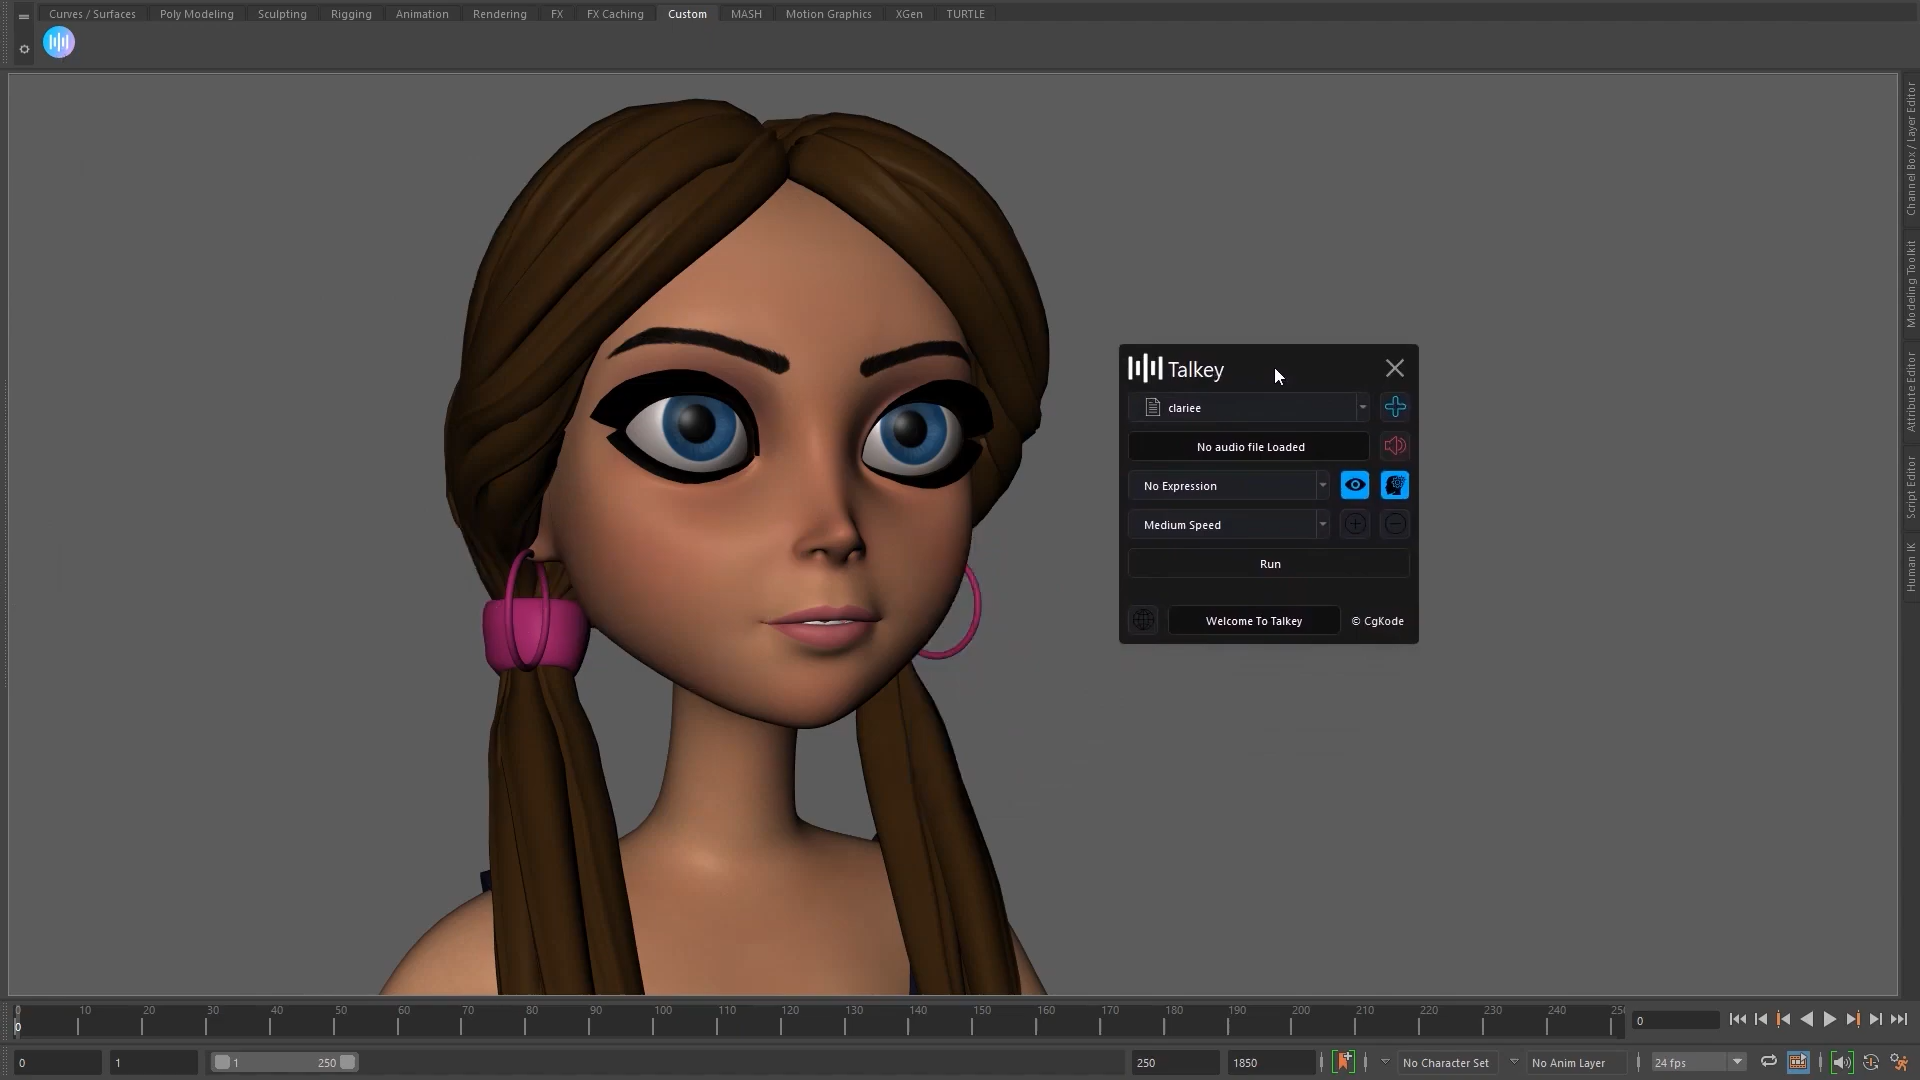 Curves / Surfaces Poly Modeling Sculpting Rigging Animation Rendering FX FX Caching Custom MASH Motion Graphics XGen TURTLE
Channel Box / Layer Editor
Modeling Toolkit
Attribute Editor
Script Editor
Human IK
Talkey
clariee
No audio file Loaded
No Expression
Medium Speed
Run
Welcome To Talkey © CgKode
0 10 20 30 40 50 60 70 80 90 100 110 120 130 140 150 160 170 180 190 200 210 220 230 240
0 0
0 1 1 250 250 1850 No Character Set No Anim Layer 24 fps